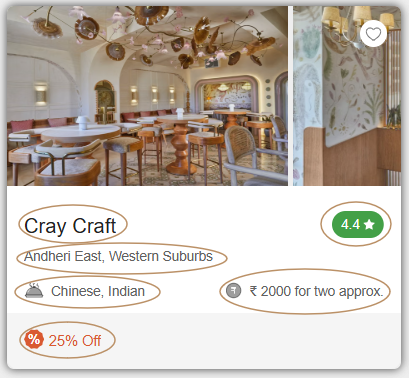 Cray Craft
4.4 ★
Andheri East, Western Suburbs
Chinese, Indian
₹ 2000 for two approx.
% 25% Off